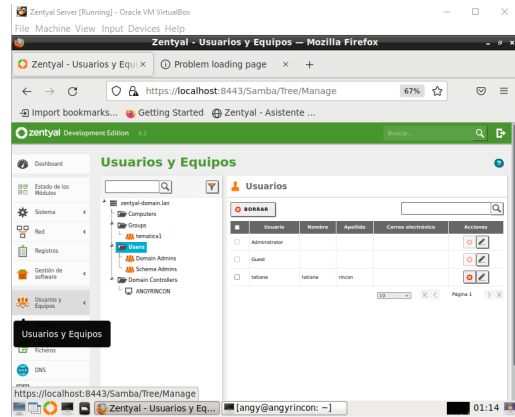 Zentyal Server [Running] - Oracle VM VirtualBox
File Machine View Input Devices Help
Zentyal - Usuarios y Equipos — Mozilla Firefox
Zentyal - Usuarios y Equi
Problem loading page
https://localhost:8443/Samba/Tree/Manage
67%
Import bookmarks...
Getting Started
Zentyal - Asistente ...
zentyal Development Edition 6.2
Buscar...
Dashboard
Estado de los Módulos
Sistema
Red
Registros
Gestión de software
Usuarios y Equipos
Usuarios y Equipos
Ficheros
DNS
Usuarios y Equipos
zentyal-domain.lan
Computers
Groups
tematica1
Users
Domain Admins
Schema Admins
Domain Controllers
ANGYRINCON
Usuarios
BORRAR
Usuario Nombre Apellido Correo electrónico Acciones
Administrator
Guest
tatiana tatiana rincon
10
Página 1
https://localhost:8443/Samba/Tree/Manage
Zentyal - Usuarios y Eq...
[angy@angyrincon: ~]
01:14